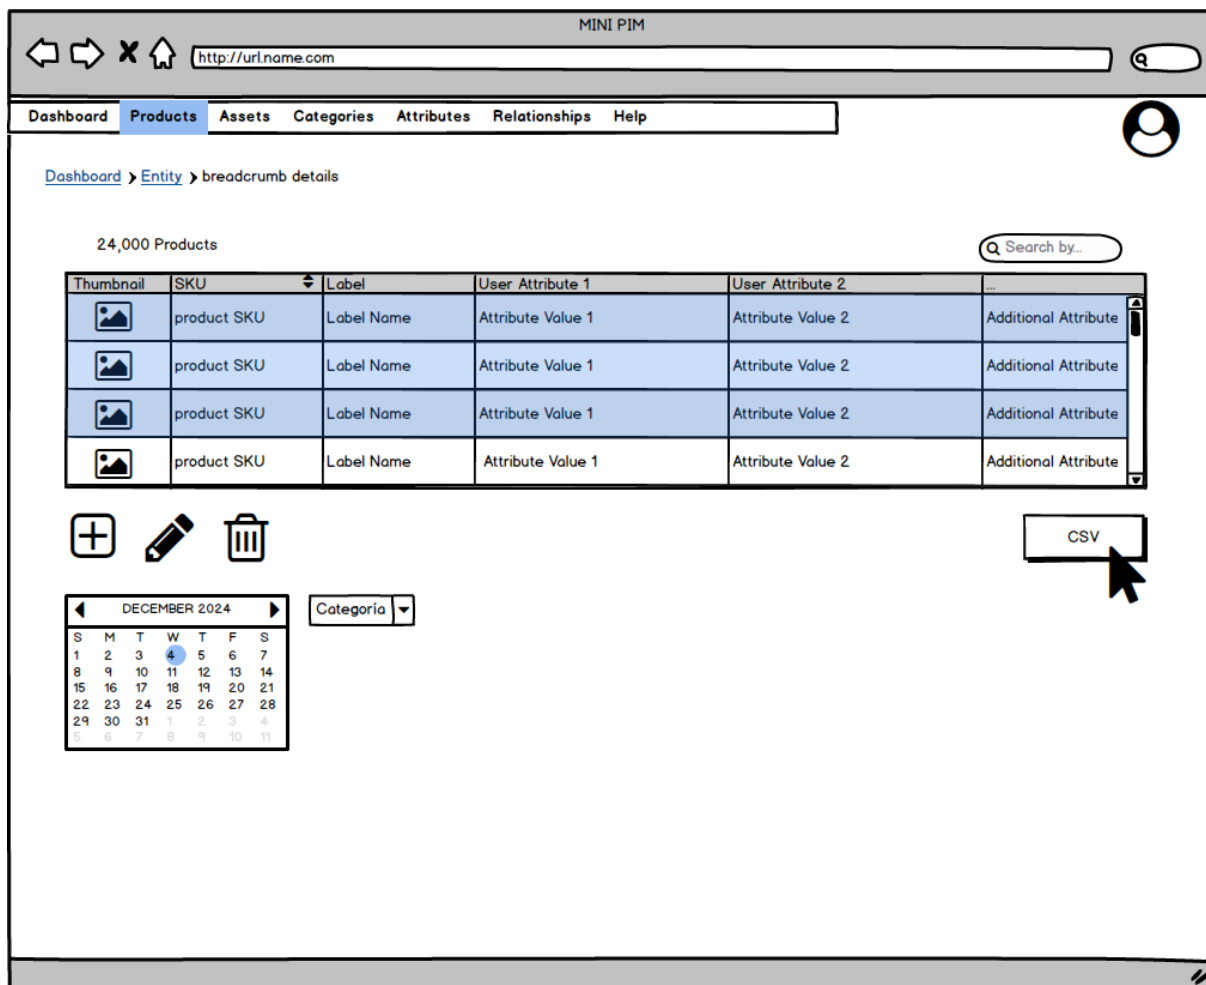 MINI PIM
http://url.name.com
Dashboard Products Assets Categories Attributes Relationships Help
Dashboard Entity breadcrumb details
24,000 Products
Search by...
Thumbnail SKU Label User Attribute 1 User Attribute 2 ...
product SKU Label Name Attribute Value 1 Attribute Value 2 Additional Attribute
product SKU Label Name Attribute Value 1 Attribute Value 2 Additional Attribute
product SKU Label Name Attribute Value 1 Attribute Value 2 Additional Attribute
product SKU Label Name Attribute Value 1 Attribute Value 2 Additional Attribute
CSV
DECEMBER 2024
S M T W T F S
1 2 3 4 5 6 7
8 9 10 11 12 13 14
15 16 17 18 19 20 21
22 23 24 25 26 27 28
29 30 31 1 2 3 4
5 6 7 8 9 10 11
Categoría